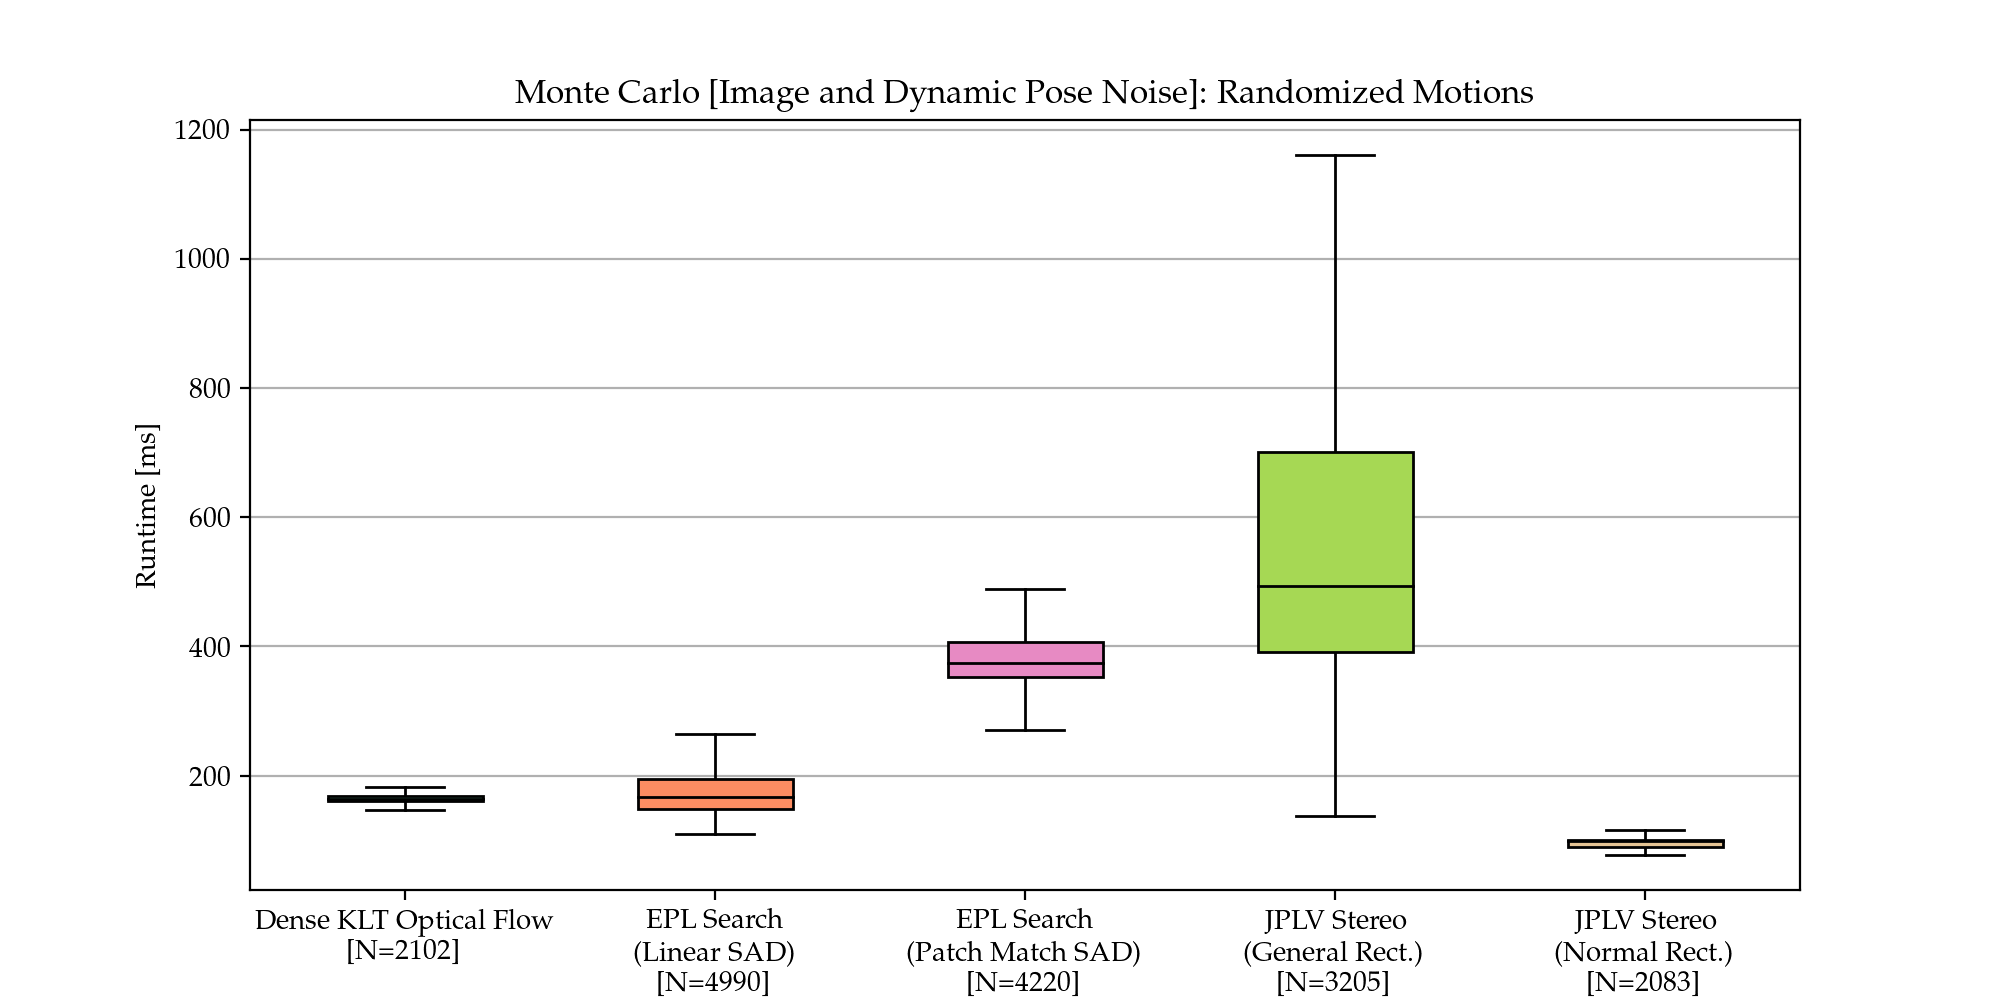 Monte Carlo [Image and Dynamic Pose Noise]: Randomized Motions
Runtime [ms]
1200
1000
800
600
400
200
Dense KLT Optical Flow
[N=2102]
EPL Search
(Linear SAD)
[N=4990]
EPL Search
(Patch Match SAD)
[N=4220]
JPLV Stereo
(General Rect.)
[N=3205]
JPLV Stereo
(Normal Rect.)
[N=2083]